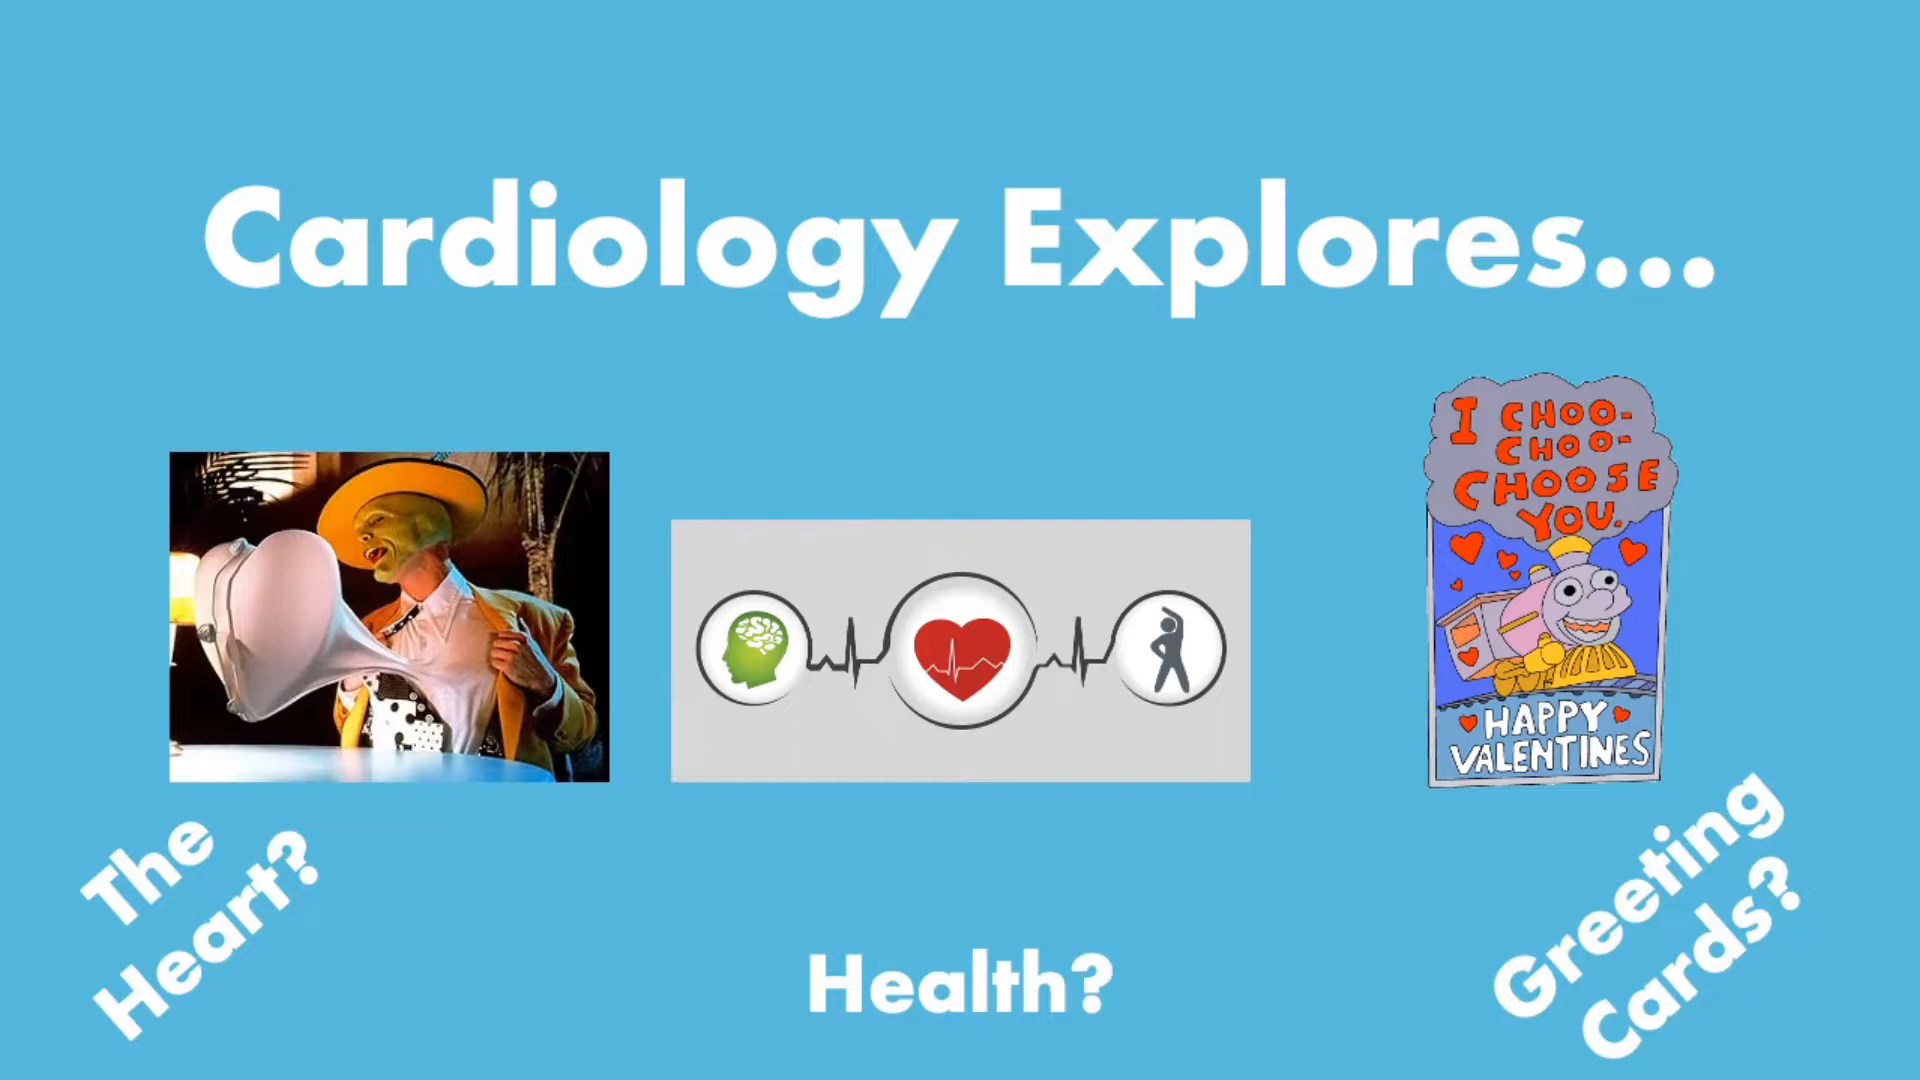 Cardiology Explores...
I CHOO-
CHOO-
CHOOSE
YOU.
HAPPY
VALENTINES
The
Heart?
Health?
Greeting
Cards?